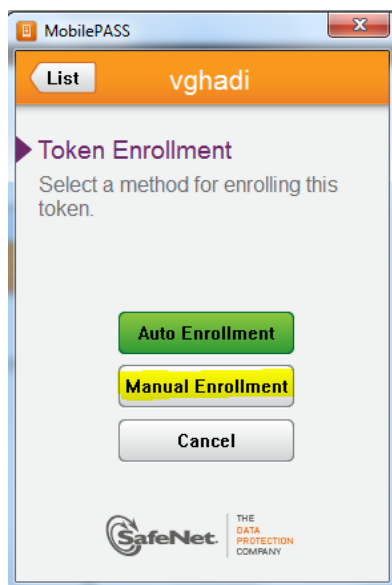 MobilePASS
List
vghadi
Token Enrollment
Select a method for enrolling this
token.
Auto Enrollment
Manual Enrollment
Cancel
SafeNet.
THE
DATA
PROTECTION
COMPANY